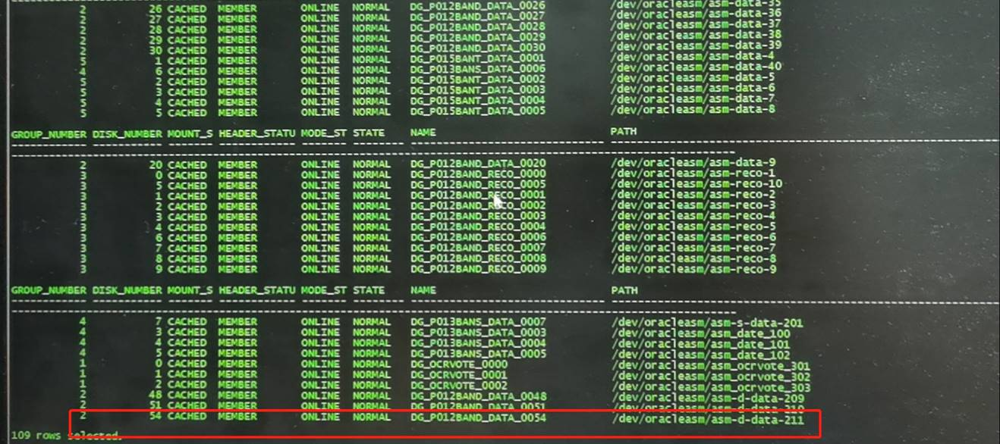 2 26 CACHED MEMBER ONLINE NORMAL DG_P012BAND_DATA_0026 /dev/oracleasm/asm-data-35
2 27 CACHED MEMBER ONLINE NORMAL DG_P012BAND_DATA_0027 /dev/oracleasm/asm-data-36
2 28 CACHED MEMBER ONLINE NORMAL DG_P012BAND_DATA_0028 /dev/oracleasm/asm-data-37
2 29 CACHED MEMBER ONLINE NORMAL DG_P012BAND_DATA_0029 /dev/oracleasm/asm-data-38
2 30 CACHED MEMBER ONLINE NORMAL DG_P012BAND_DATA_0030 /dev/oracleasm/asm-data-39
5 1 CACHED MEMBER ONLINE NORMAL DG_P015BANT_DATA_0001 /dev/oracleasm/asm-data-4
4 6 CACHED MEMBER ONLINE NORMAL DG_P013BANS_DATA_0006 /dev/oracleasm/asm-data-40
5 2 CACHED MEMBER ONLINE NORMAL DG_P015BANT_DATA_0002 /dev/oracleasm/asm-data-5
5 3 CACHED MEMBER ONLINE NORMAL DG_P015BANT_DATA_0003 /dev/oracleasm/asm-data-6
5 4 CACHED MEMBER ONLINE NORMAL DG_P015BANT_DATA_0004 /dev/oracleasm/asm-data-7
5 5 CACHED MEMBER ONLINE NORMAL DG_P015BANT_DATA_0005 /dev/oracleasm/asm-data-8
GROUP_NUMBER DISK_NUMBER MOUNT_S HEADER_STATU MODE_ST STATE NAME PATH
2 20 CACHED MEMBER ONLINE NORMAL DG_P012BAND_DATA_0020 /dev/oracleasm/asm-data-9
3 0 CACHED MEMBER ONLINE NORMAL DG_P012BAND_RECO_0000 /dev/oracleasm/asm-reco-1
3 5 CACHED MEMBER ONLINE NORMAL DG_P012BAND_RECO_0005 /dev/oracleasm/asm-reco-10
3 1 CACHED MEMBER ONLINE NORMAL DG_P012BAND_RECO_0001 /dev/oracleasm/asm-reco-2
3 2 CACHED MEMBER ONLINE NORMAL DG_P012BAND_RECO_0002 /dev/oracleasm/asm-reco-3
3 3 CACHED MEMBER ONLINE NORMAL DG_P012BAND_RECO_0003 /dev/oracleasm/asm-reco-4
3 4 CACHED MEMBER ONLINE NORMAL DG_P012BAND_RECO_0004 /dev/oracleasm/asm-reco-5
3 6 CACHED MEMBER ONLINE NORMAL DG_P012BAND_RECO_0006 /dev/oracleasm/asm-reco-6
3 7 CACHED MEMBER ONLINE NORMAL DG_P012BAND_RECO_0007 /dev/oracleasm/asm-reco-7
3 8 CACHED MEMBER ONLINE NORMAL DG_P012BAND_RECO_0008 /dev/oracleasm/asm-reco-8
3 9 CACHED MEMBER ONLINE NORMAL DG_P012BAND_RECO_0009 /dev/oracleasm/asm-reco-9
GROUP_NUMBER DISK_NUMBER MOUNT_S HEADER_STATU MODE_ST STATE NAME PATH
4 7 CACHED MEMBER ONLINE NORMAL DG_P013BANS_DATA_0007 /dev/oracleasm/asm-s-data-201
4 3 CACHED MEMBER ONLINE NORMAL DG_P013BANS_DATA_0003 /dev/oracleasm/asm_date_100
4 4 CACHED MEMBER ONLINE NORMAL DG_P013BANS_DATA_0004 /dev/oracleasm/asm_date_101
4 5 CACHED MEMBER ONLINE NORMAL DG_P013BANS_DATA_0005 /dev/oracleasm/asm_date_102
1 0 CACHED MEMBER ONLINE NORMAL DG_OCRVOTE_0000 /dev/oracleasm/asm_ocrvote_301
1 1 CACHED MEMBER ONLINE NORMAL DG_OCRVOTE_0001 /dev/oracleasm/asm_ocrvote_302
1 2 CACHED MEMBER ONLINE NORMAL DG_OCRVOTE_0002 /dev/oracleasm/asm_ocrvote_303
2 48 CACHED MEMBER ONLINE NORMAL DG_P012BAND_DATA_0048 /dev/oracleasm/asm-d-data-209
2 51 CACHED MEMBER ONLINE NORMAL DG_P012BAND_DATA_0051 /dev/oracleasm/asm-d-data-210
2 54 CACHED MEMBER ONLINE NORMAL DG_P012BAND_DATA_0054 /dev/oracleasm/asm-d-data-211
109 rows selected.